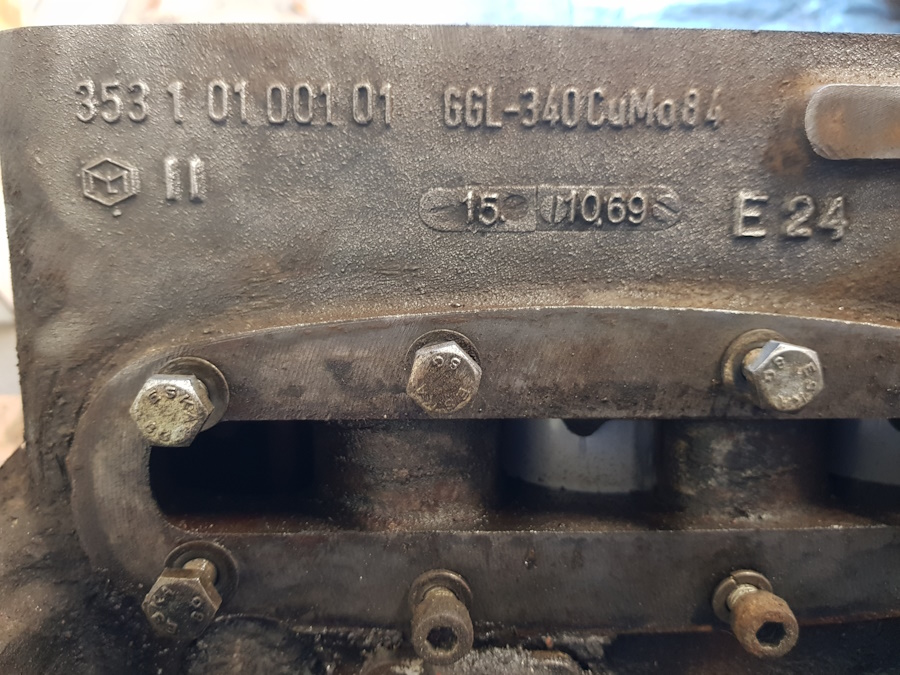 353 1 01 001 01 GGL-340CuMo84
II
15. 10.69 E 24